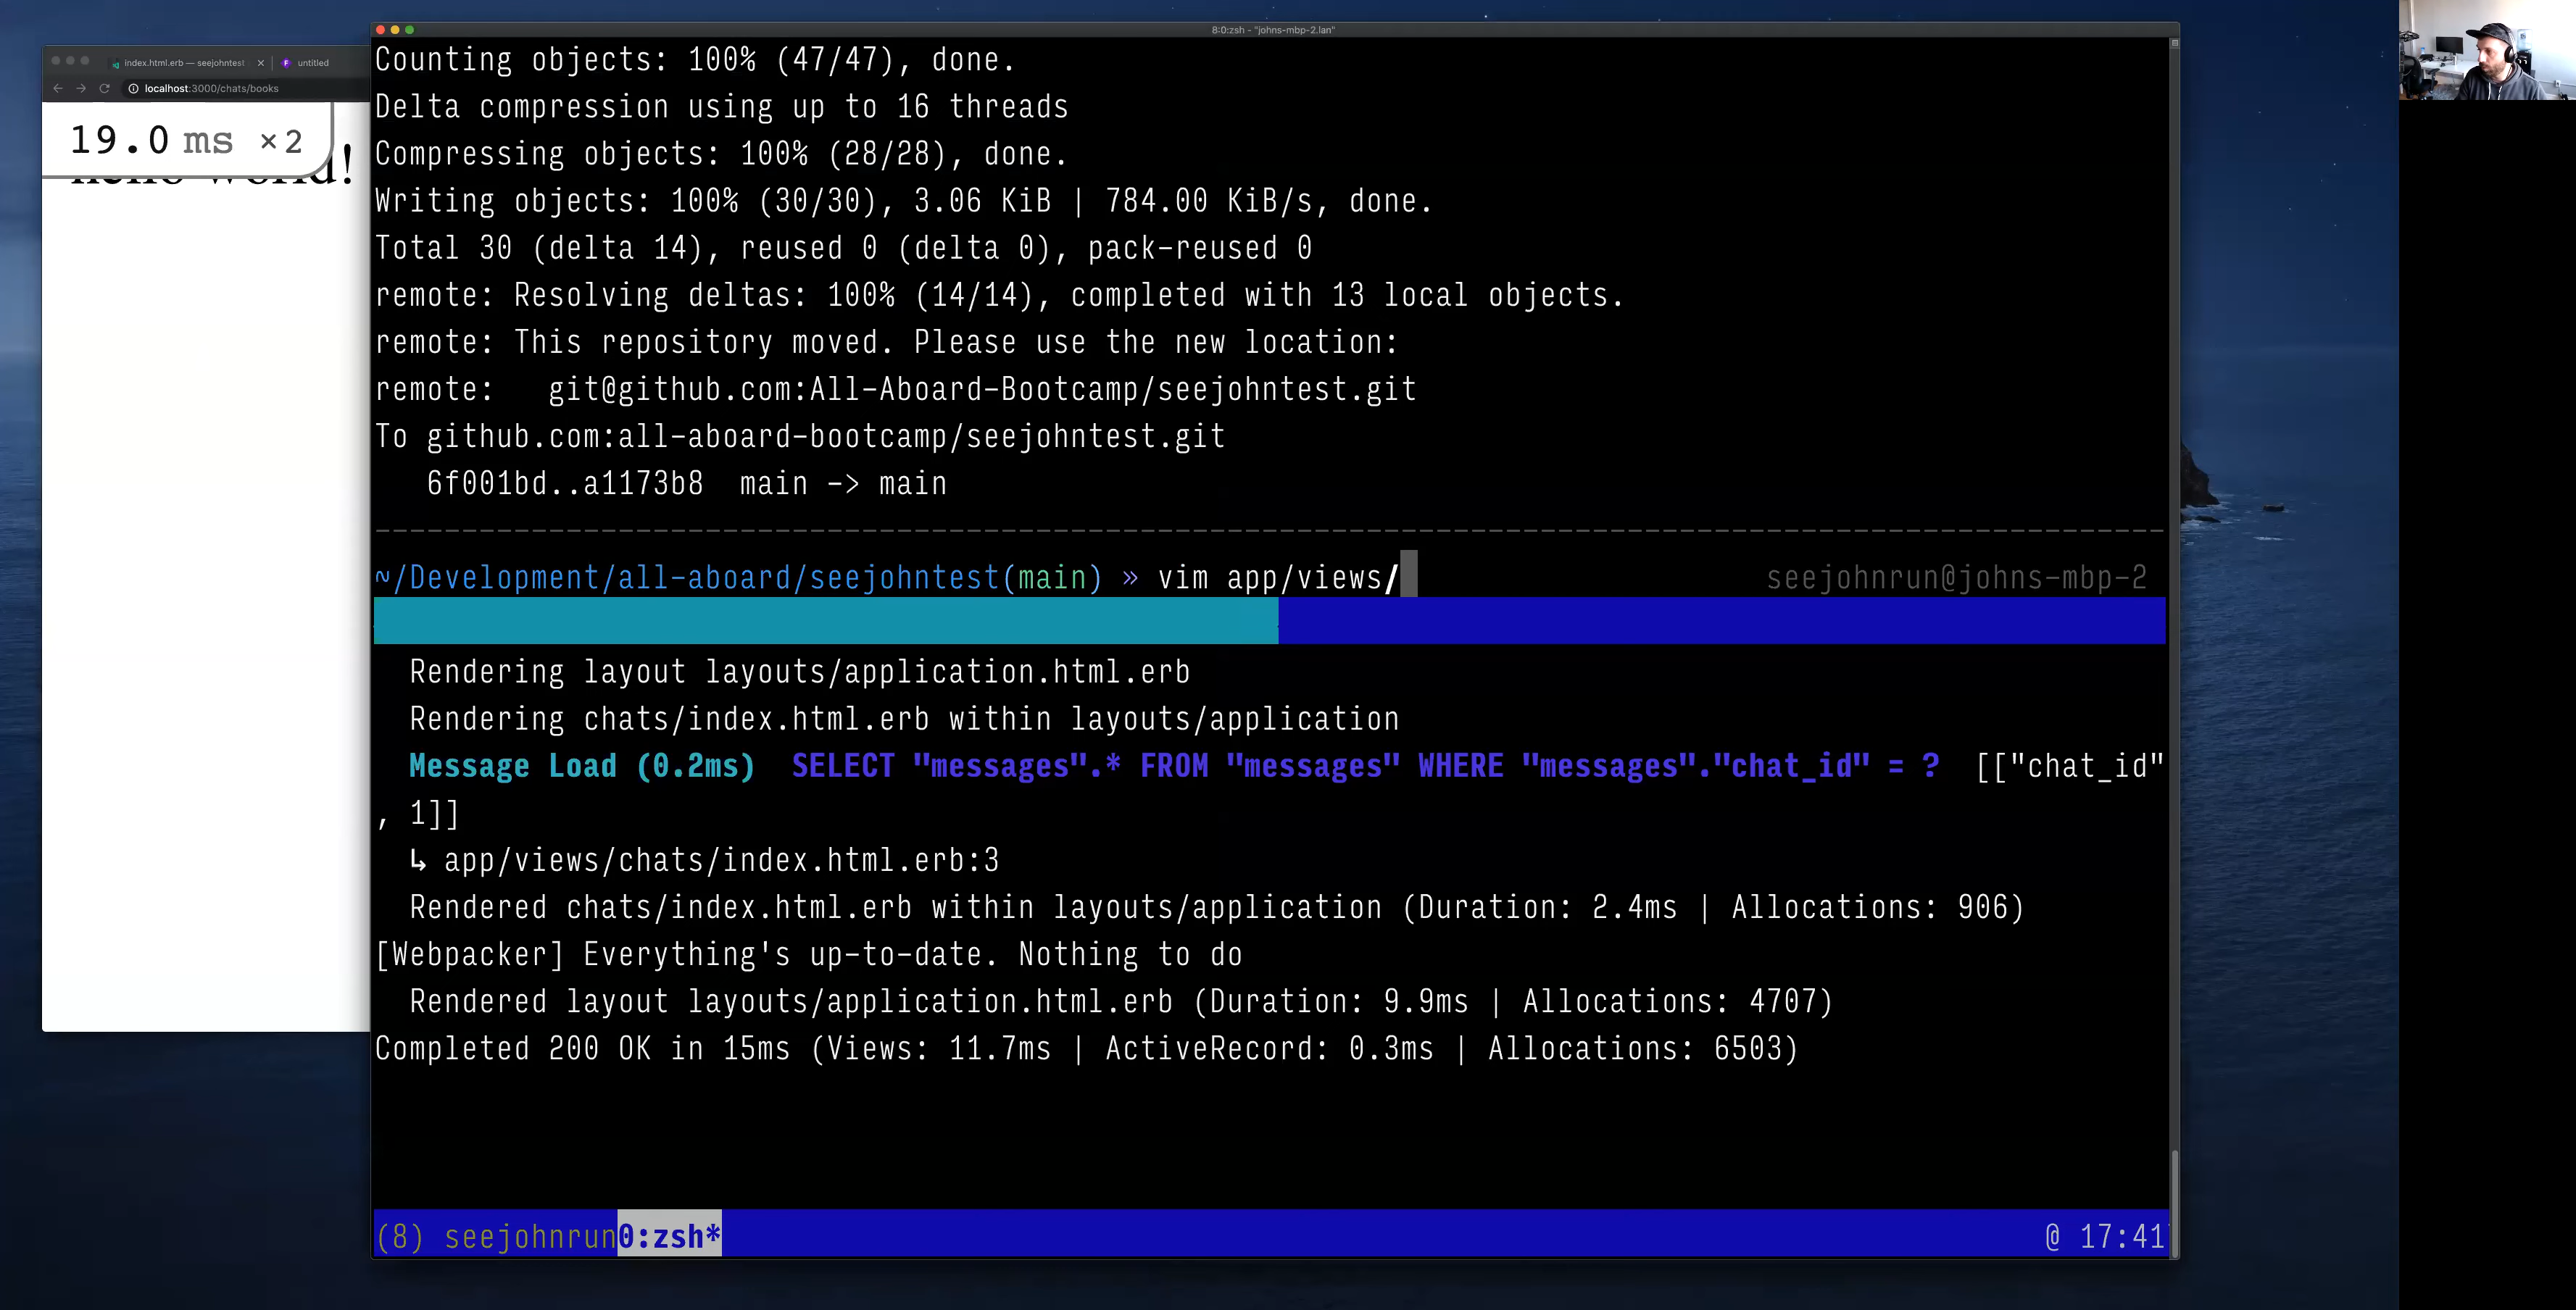 8:0:zsh - "johns-mbp-2.lan"
index.html.erb — seejohntest
untitled
localhost:3000/chats/books
19.0 ms ×2
hello world!
Counting objects: 100% (47/47), done.
Delta compression using up to 16 threads
Compressing objects: 100% (28/28), done.
Writing objects: 100% (30/30), 3.06 KiB | 784.00 KiB/s, done.
Total 30 (delta 14), reused 0 (delta 0), pack-reused 0
remote: Resolving deltas: 100% (14/14), completed with 13 local objects.
remote: This repository moved. Please use the new location:
remote:   git@github.com:All-Aboard-Bootcamp/seejohntest.git
To github.com:all-aboard-bootcamp/seejohntest.git
   6f001bd..a1173b8  main -> main
~/Development/all-aboard/seejohntest(main) » vim app/views/ seejohnrun@johns-mbp-2
  Rendering layout layouts/application.html.erb
  Rendering chats/index.html.erb within layouts/application
  Message Load (0.2ms)  SELECT "messages".* FROM "messages" WHERE "messages"."chat_id" = ?  [["chat_id"
, 1]]
  ↳ app/views/chats/index.html.erb:3
  Rendered chats/index.html.erb within layouts/application (Duration: 2.4ms | Allocations: 906)
[Webpacker] Everything's up-to-date. Nothing to do
  Rendered layout layouts/application.html.erb (Duration: 9.9ms | Allocations: 4707)
Completed 200 OK in 15ms (Views: 11.7ms | ActiveRecord: 0.3ms | Allocations: 6503)
(8) seejohnrun0:zsh* @ 17:41